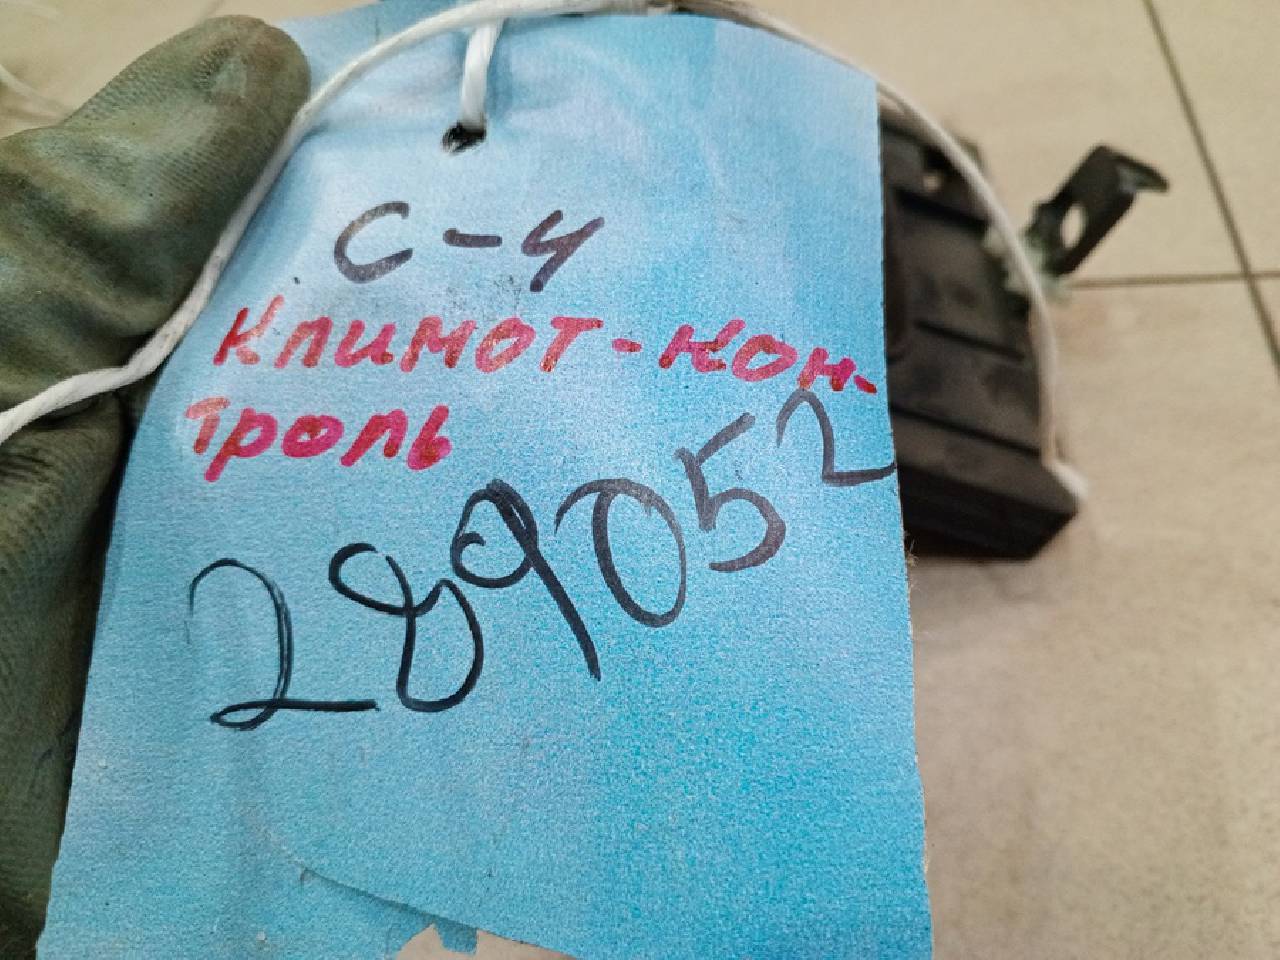 С-4
Климот-кон-
троль
289052